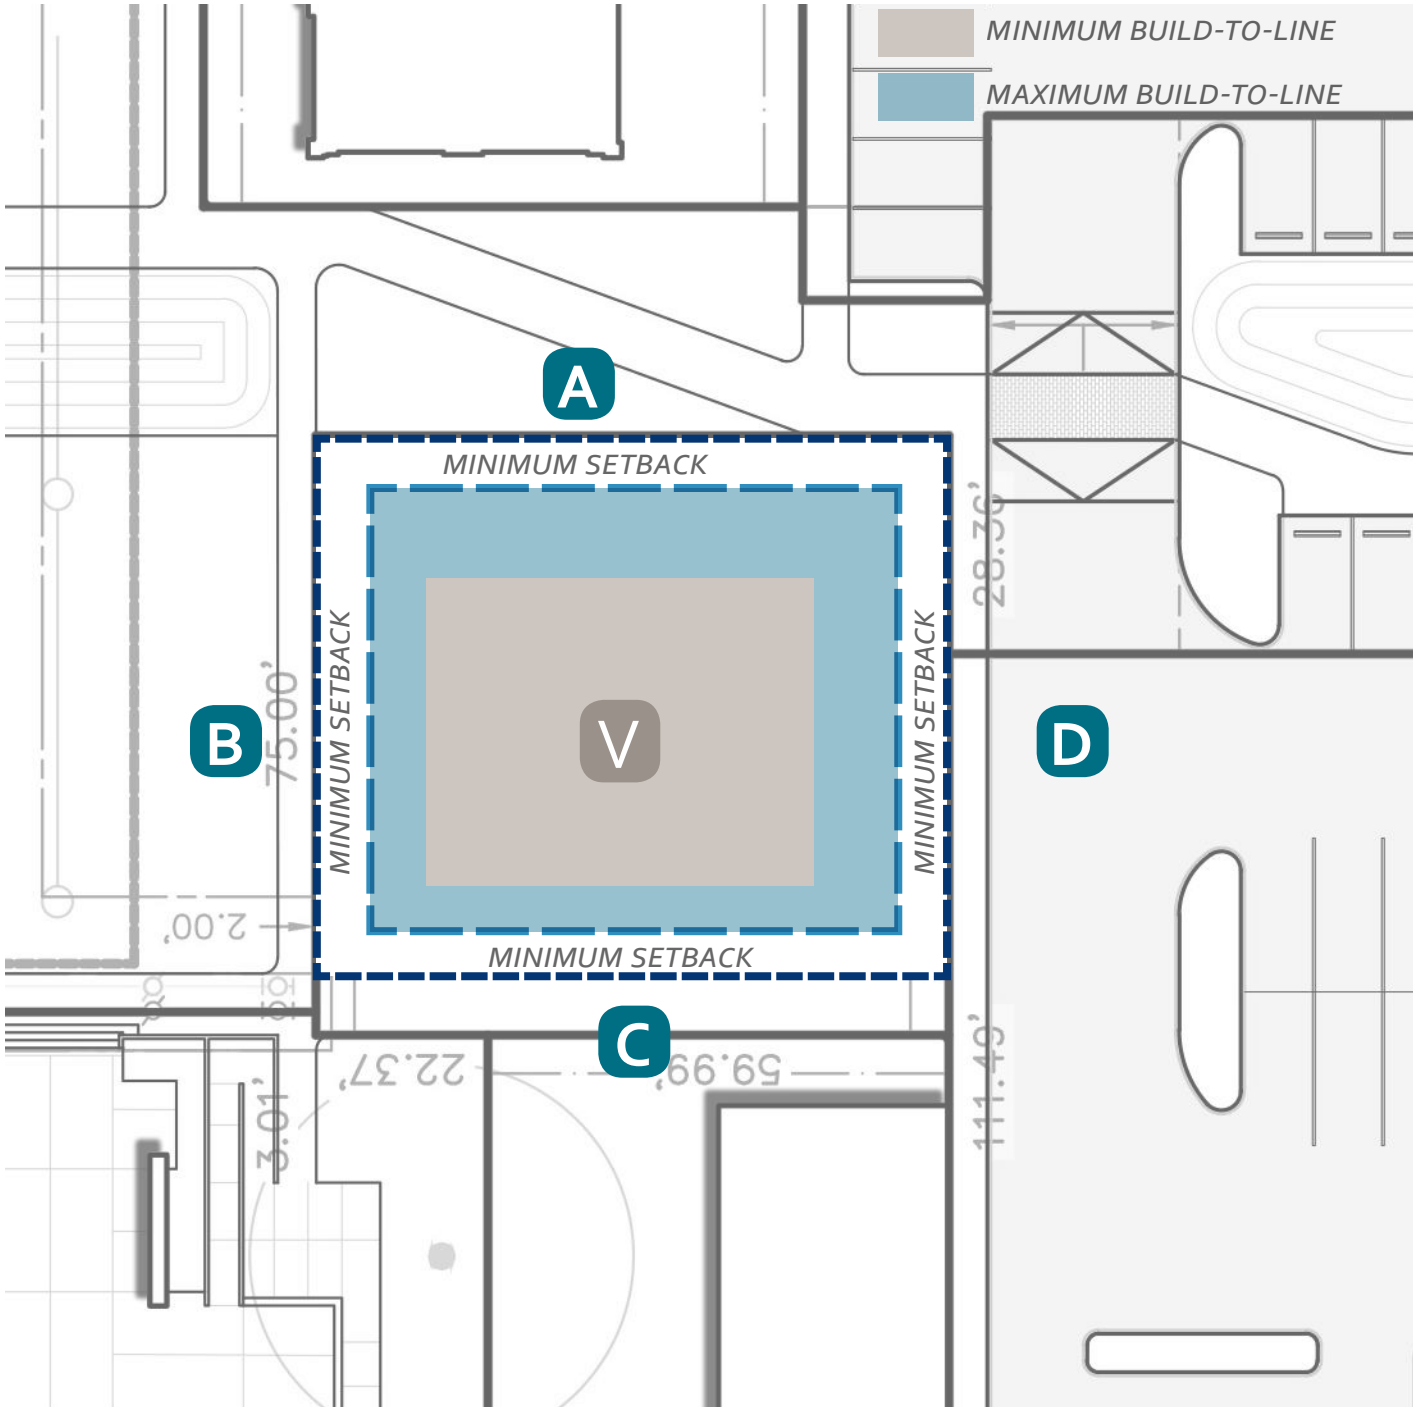 MINIMUM BUILD-TO-LINE
MAXIMUM BUILD-TO-LINE
A
MINIMUM SETBACK
28.36'
MINIMUM SETBACK
MINIMUM SETBACK
75.00'
B
V
D
2.00'
MINIMUM SETBACK
C
22.37'
59.99'
111.49'
3.01'